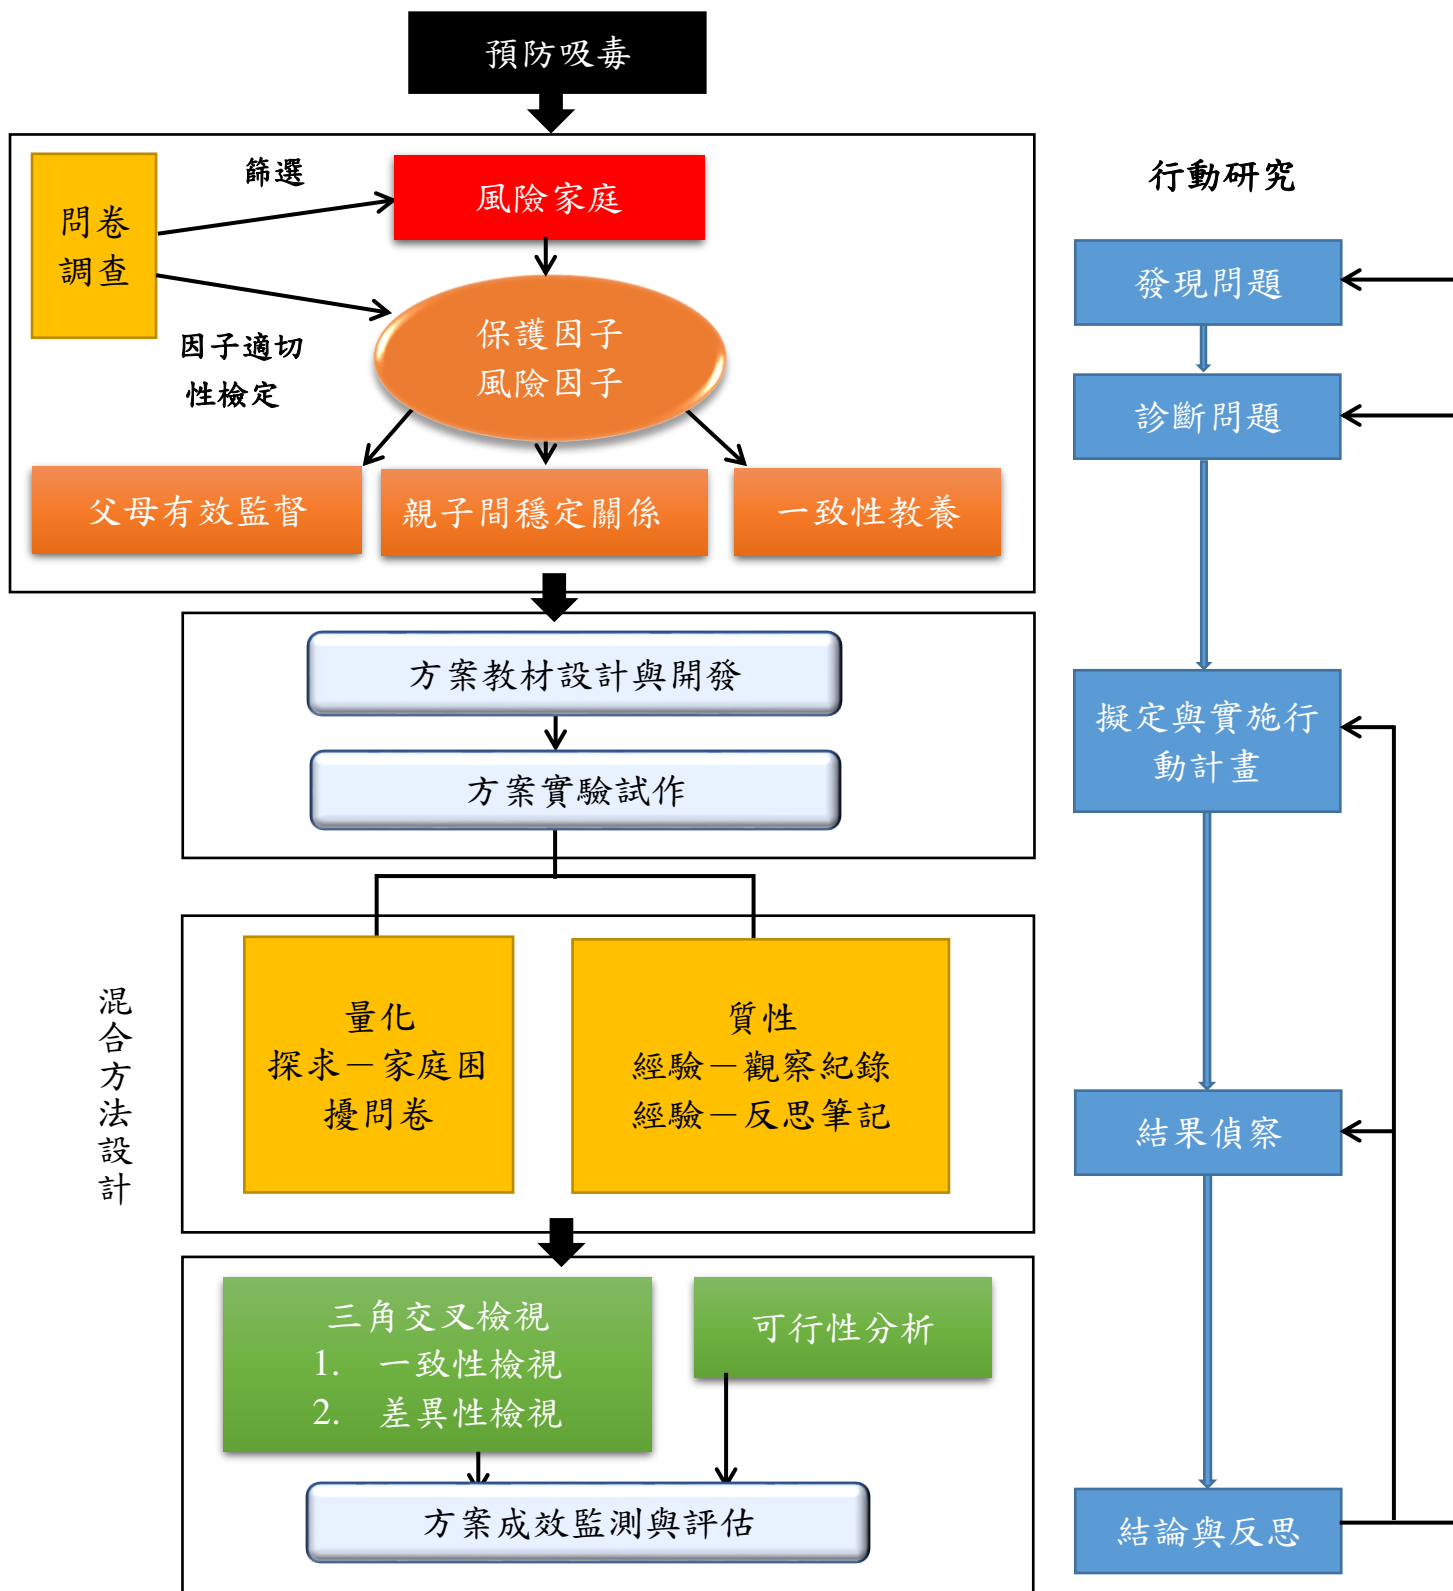 預防吸毒
篩選
風險家庭
問卷
調查
保護因子
風險因子
因子適切
性檢定
父母有效監督
親子間穩定關係
一致性教養
方案教材設計與開發
方案實驗試作
混合方法設計
量化
探求－家庭困
擾問卷
質性
經驗－觀察紀錄
經驗－反思筆記
三角交叉檢視
1. 一致性檢視
2. 差異性檢視
可行性分析
方案成效監測與評估
行動研究
發現問題
診斷問題
擬定與實施行
動計畫
結果偵察
結論與反思